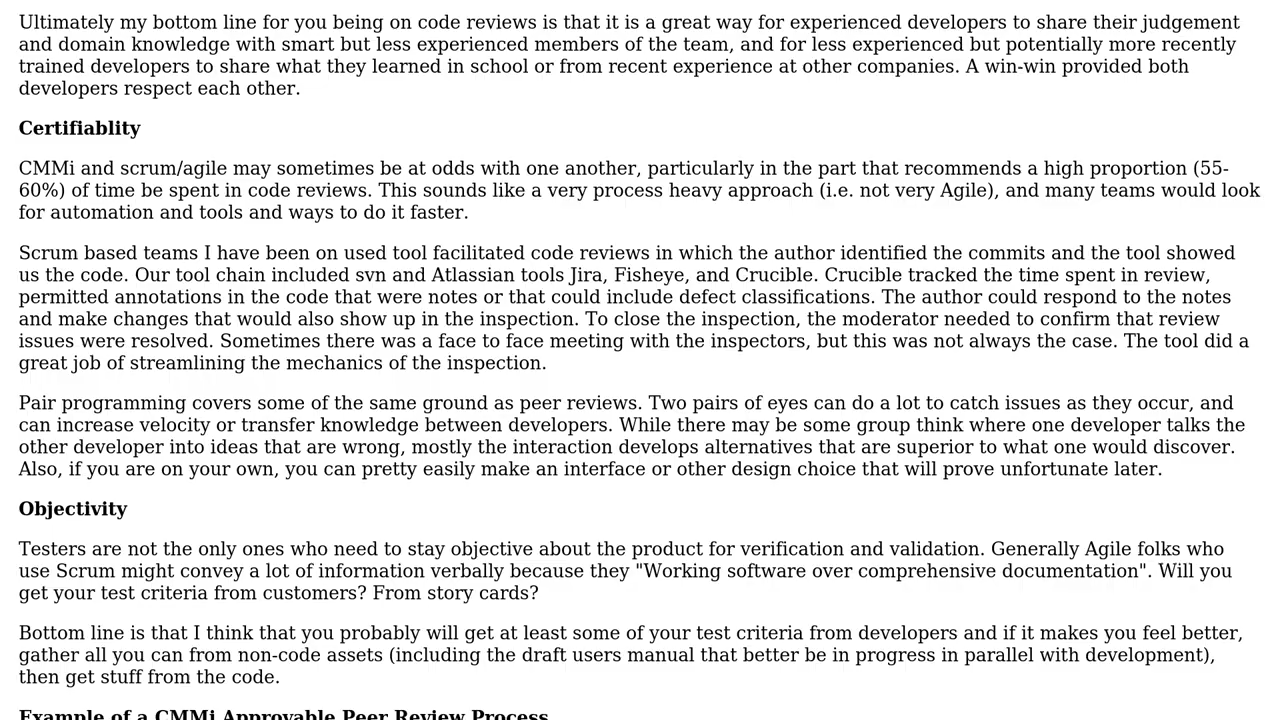 Ultimately my bottom line for you being on code reviews is that it is a great way for experienced developers to share their judgement
and domain knowledge with smart but less experienced members of the team, and for less experienced but potentially more recently
trained developers to share what they learned in school or from recent experience at other companies. A win-win provided both
developers respect each other.
Certifiablity
CMMi and scrum/agile may sometimes be at odds with one another, particularly in the part that recommends a high proportion (55-
60%) of time be spent in code reviews. This sounds like a very process heavy approach (i.e. not very Agile), and many teams would look
for automation and tools and ways to do it faster.
Scrum based teams I have been on used tool facilitated code reviews in which the author identified the commits and the tool showed
us the code. Our tool chain included svn and Atlassian tools Jira, Fisheye, and Crucible. Crucible tracked the time spent in review,
permitted annotations in the code that were notes or that could include defect classifications. The author could respond to the notes
and make changes that would also show up in the inspection. To close the inspection, the moderator needed to confirm that review
issues were resolved. Sometimes there was a face to face meeting with the inspectors, but this was not always the case. The tool did a
great job of streamlining the mechanics of the inspection.
Pair programming covers some of the same ground as peer reviews. Two pairs of eyes can do a lot to catch issues as they occur, and
can increase velocity or transfer knowledge between developers. While there may be some group think where one developer talks the
other developer into ideas that are wrong, mostly the interaction develops alternatives that are superior to what one would discover.
Also, if you are on your own, you can pretty easily make an interface or other design choice that will prove unfortunate later.
Objectivity
Testers are not the only ones who need to stay objective about the product for verification and validation. Generally Agile folks who
use Scrum might convey a lot of information verbally because they "Working software over comprehensive documentation". Will you
get your test criteria from customers? From story cards?
Bottom line is that I think that you probably will get at least some of your test criteria from developers and if it makes you feel better,
gather all you can from non-code assets (including the draft users manual that better be in progress in parallel with development),
then get stuff from the code.
Example of a CMMi Approvable Peer Review Process